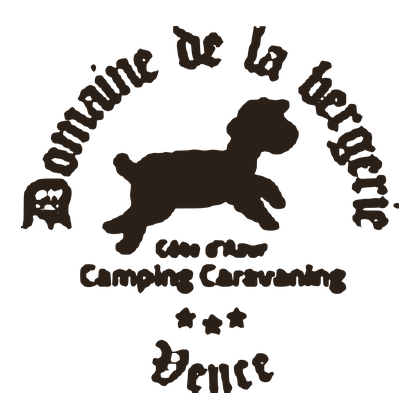 Domaine de la bergerie
Côte d'Azur
Camping Caravaning
Vence